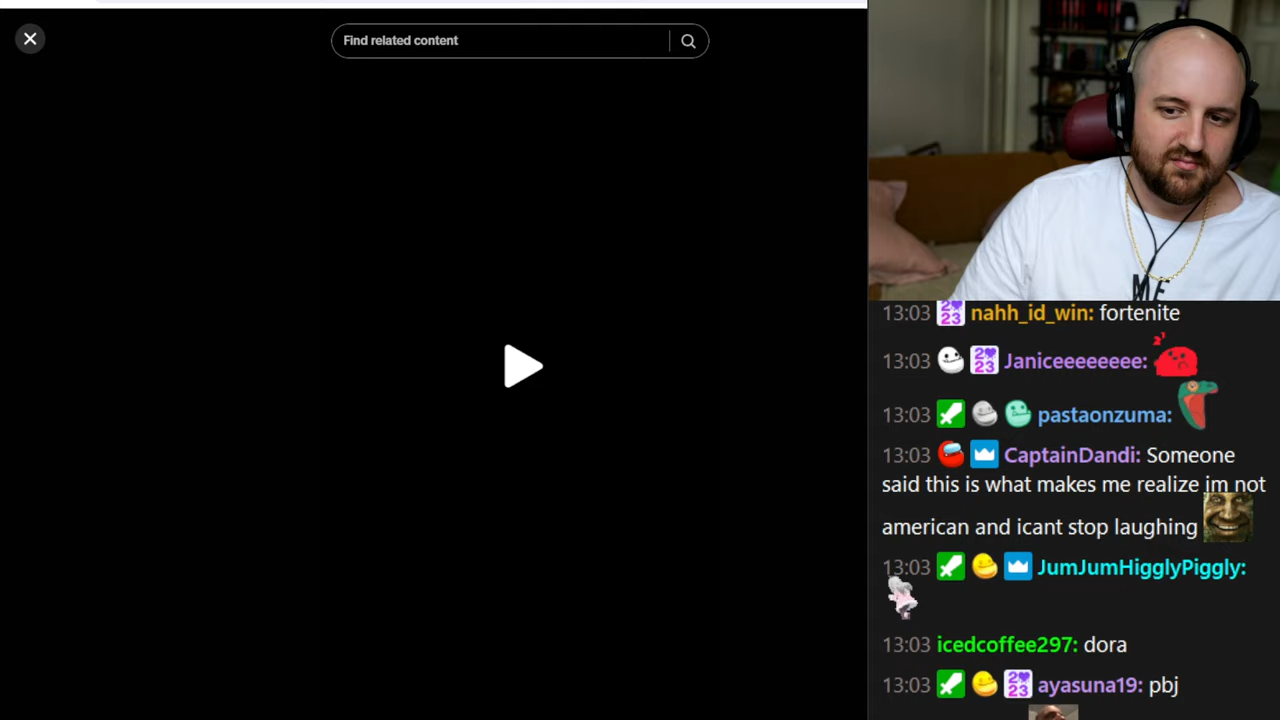 Find related content
ME
13:03 nahh_id_win: fortenite
13:03 Janiceeeeeeee:
13:03 pastaonzuma:
13:03 CaptainDandi: Someone
said this is what makes me realize im not
american and icant stop laughing
13:03 JumJumHigglyPiggly:
13:03 icedcoffee297: dora
13:03 ayasuna19: pbj